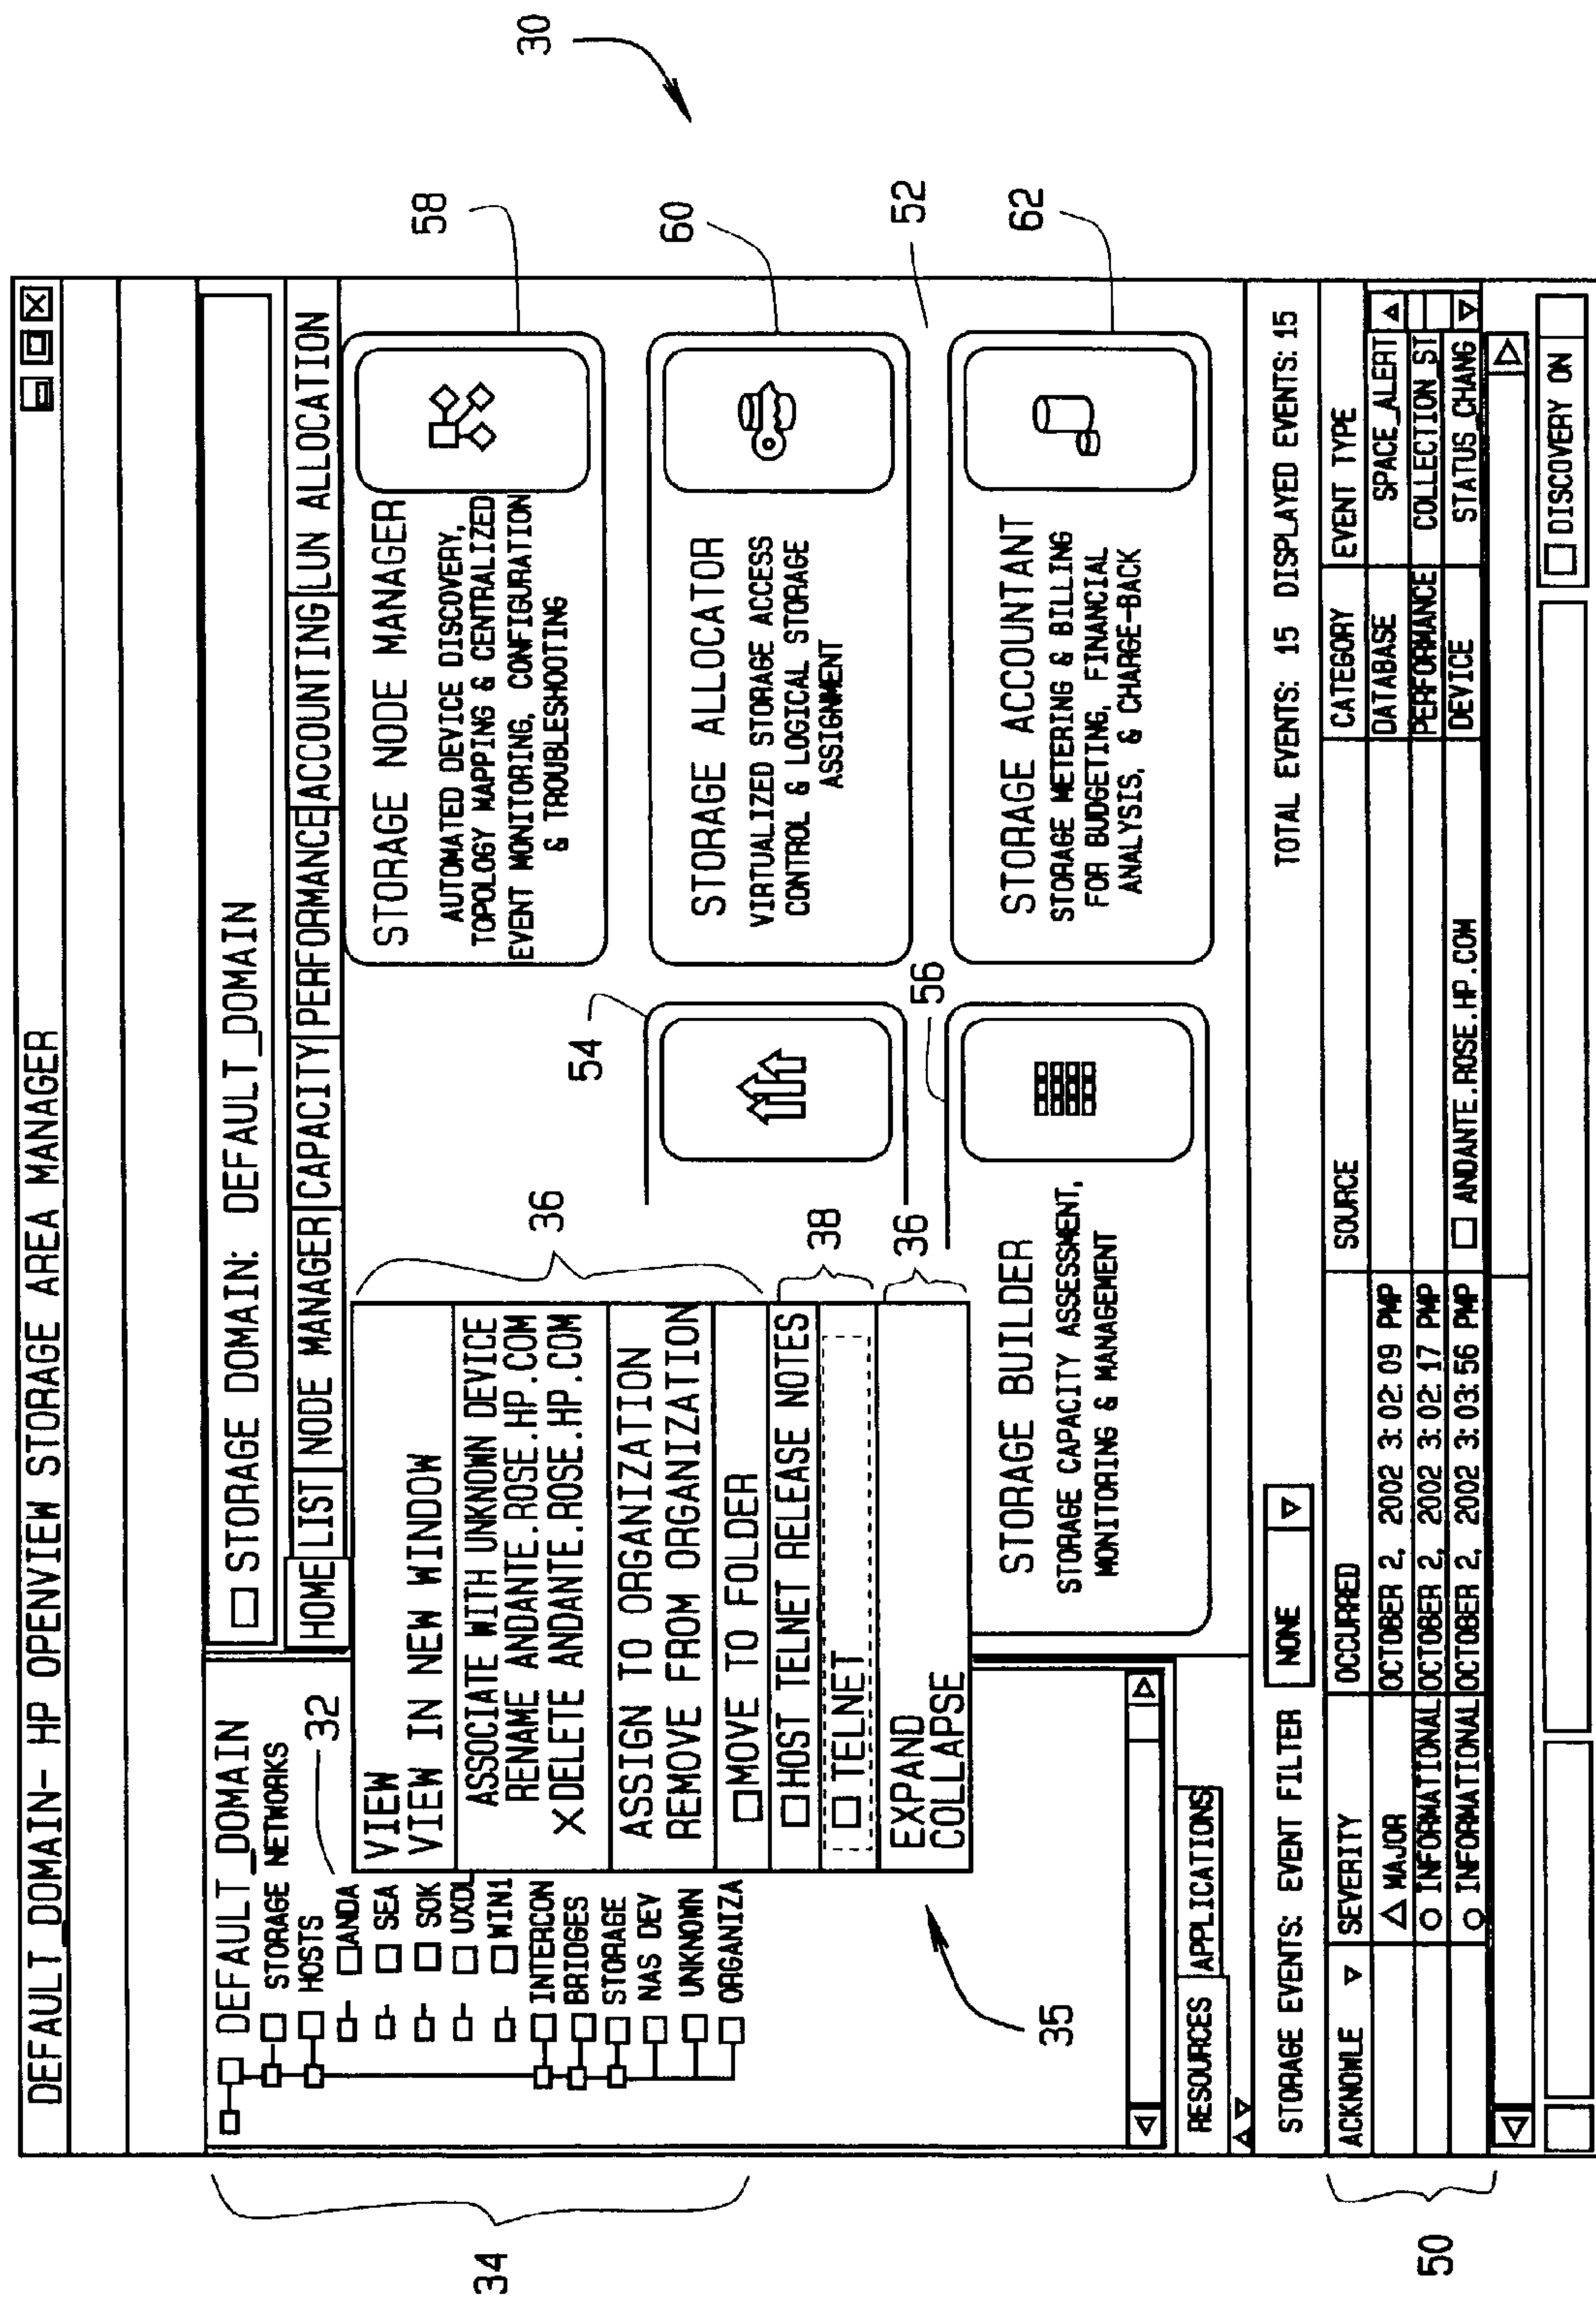 DEFAULT_DOMAIN- HP OPENVIEW STORAGE AREA MANAGER
30
34
DEFAULT_DOMAIN
STORAGE NETWORKS
HOSTS
32
ANDA
SEA
SOK
UXDL
WIN1
INTERCON
BRIDGES
STORAGE
NAS DEV
UNKNOWN
ORGANIZA
35
RESOURCES APPLICATIONS
STORAGE DOMAIN: DEFAULT_DOMAIN
HOME LIST NODE MANAGER CAPACITY PERFORMANCE ACCOUNTING LUN ALLOCATION
VIEW
VIEW IN NEW WINDOW
ASSOCIATE WITH UNKNOWN DEVICE
RENAME ANDANTE.ROSE.HP.COM
X DELETE ANDANTE.ROSE.HP.COM
ASSIGN TO ORGANIZATION
REMOVE FROM ORGANIZATION
MOVE TO FOLDER
HOST TELNET RELEASE NOTES
TELNET
EXPAND
COLLAPSE
36
38
36
54
56
STORAGE BUILDER
STORAGE CAPACITY ASSESSMENT,
MONITORING & MANAGEMENT
STORAGE NODE MANAGER
AUTOMATED DEVICE DISCOVERY,
TOPOLOGY MAPPING & CENTRALIZED
EVENT MONITORING, CONFIGURATION
& TROUBLESHOOTING
58
STORAGE ALLOCATOR
VIRTUALIZED STORAGE ACCESS
CONTROL & LOGICAL STORAGE
ASSIGNMENT
60
52
STORAGE ACCOUNTANT
STORAGE METERING & BILLING
FOR BUDGETING, FINANCIAL
ANALYSIS, & CHARGE-BACK
62
STORAGE EVENTS: EVENT FILTER NONE TOTAL EVENTS: 15 DISPLAYED EVENTS: 15
ACKNOWLE SEVERITY OCCURRED SOURCE CATEGORY EVENT TYPE
MAJOR OCTOBER 2, 2002 3:02:09 PMP DATABASE SPACE_ALERT
INFORMATIONAL OCTOBER 2, 2002 3:02:17 PMP PERFORMANCE COLLECTION_ST
INFORMATIONAL OCTOBER 2, 2002 3:03:56 PMP ANDANTE.ROSE.HP.COM DEVICE STATUS_CHANG
50
DISCOVERY ON